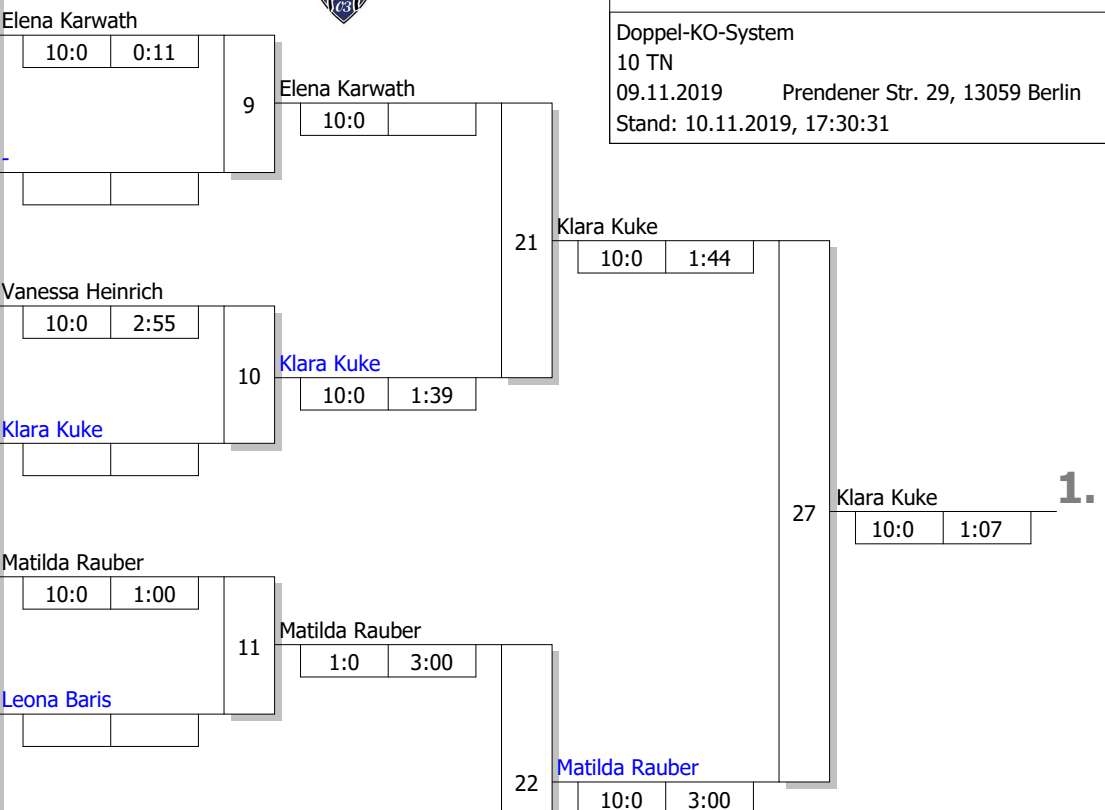 C3
Elena Karwath
10:0 0:11
-
9
Elena Karwath
10:0
Doppel-KO-System
10 TN
09.11.2019 Prendener Str. 29, 13059 Berlin
Stand: 10.11.2019, 17:30:31
21
Klara Kuke
10:0 1:44
Vanessa Heinrich
10:0 2:55
10
Klara Kuke
10:0 1:39
Klara Kuke
27
Klara Kuke
10:0 1:07
1.
Matilda Rauber
10:0 1:00
11
Matilda Rauber
1:0 3:00
Leona Baris
22
Matilda Rauber
10:0 3:00